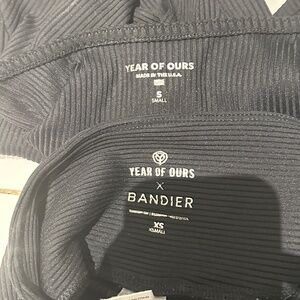 YEAR OF OURS
MADE IN THE U.S.A.
S
SMALL
YEAR OF OURS
X
BANDIER
XS
XSMALL